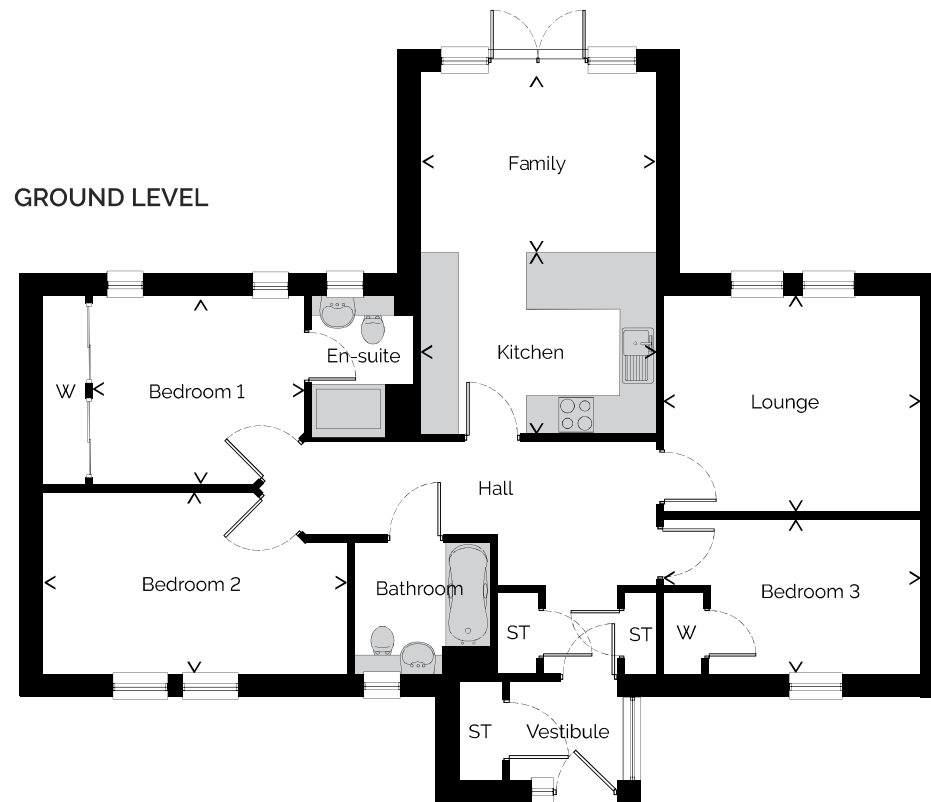 Family
GROUND LEVEL
En-suite
Kitchen
W
Bedroom 1
Lounge
Hall
Bedroom 2
Bathroom
Bedroom 3
ST
ST
W
ST
Vestibule